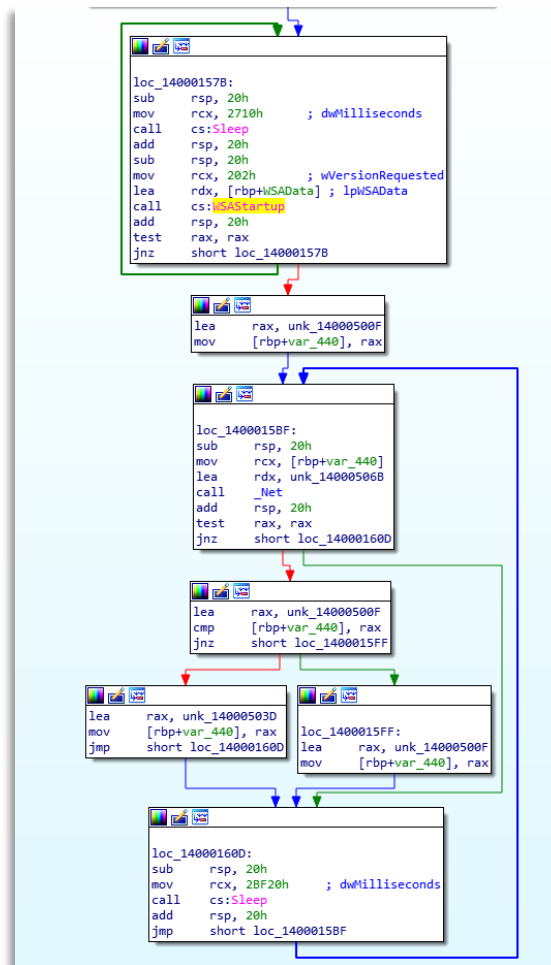 loc_14000157B:
sub rsp, 20h
mov rcx, 2710h ; dwMilliseconds
call cs:Sleep
add rsp, 20h
sub rsp, 20h
mov rcx, 202h ; wVersionRequested
lea rdx, [rbp+WSAData] ; lpWSAData
call cs:WSAStartup
add rsp, 20h
test rax, rax
jnz short loc_14000157B
lea rax, unk_14000500F
mov [rbp+var_440], rax
loc_1400015BF:
sub rsp, 20h
mov rcx, [rbp+var_440]
lea rdx, unk_14000506B
call _Net
add rsp, 20h
test rax, rax
jnz short loc_14000160D
lea rax, unk_14000500F
cmp [rbp+var_440], rax
jnz short loc_1400015FF
lea rax, unk_14000503D
mov [rbp+var_440], rax
jmp short loc_14000160D
loc_1400015FF:
lea rax, unk_14000500F
mov [rbp+var_440], rax
loc_14000160D:
sub rsp, 20h
mov rcx, 2BF20h ; dwMilliseconds
call cs:Sleep
add rsp, 20h
jmp short loc_1400015BF